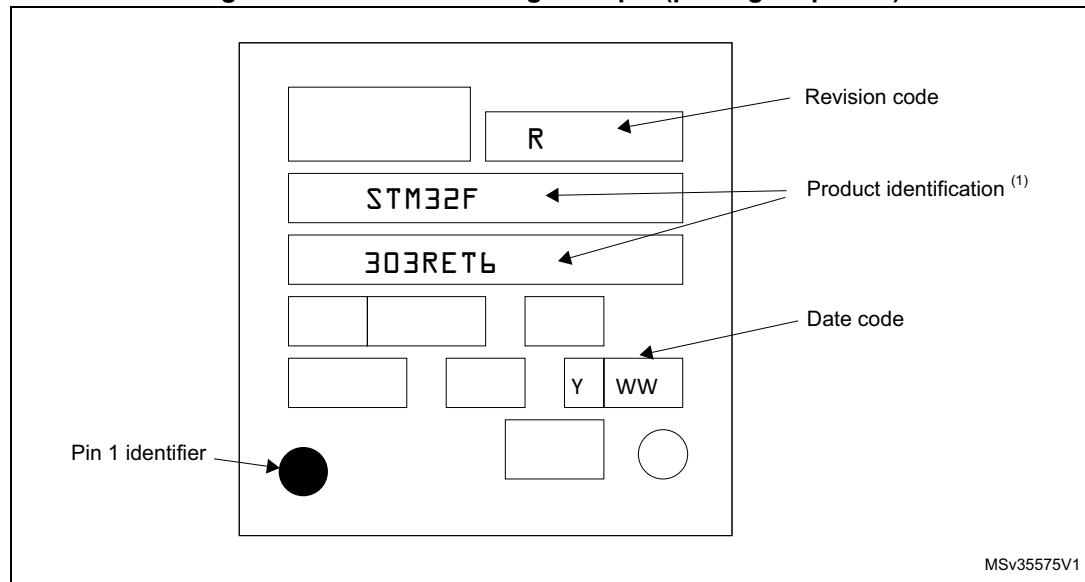 Revision code
R
STM32F
Product identification (1)
303RET6
Date code
Y WW
Pin 1 identifier
MSv35575V1